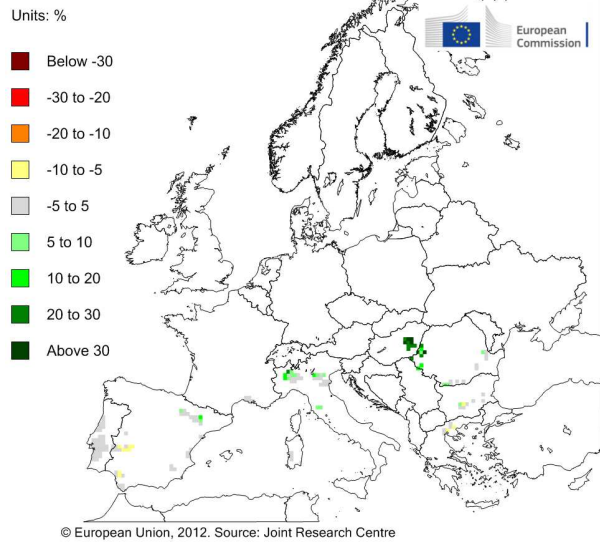 Units: %
Below -30
-30 to -20
-20 to -10
-10 to -5
-5 to 5
5 to 10
10 to 20
20 to 30
Above 30
European
Commission
© European Union, 2012. Source: Joint Research Centre